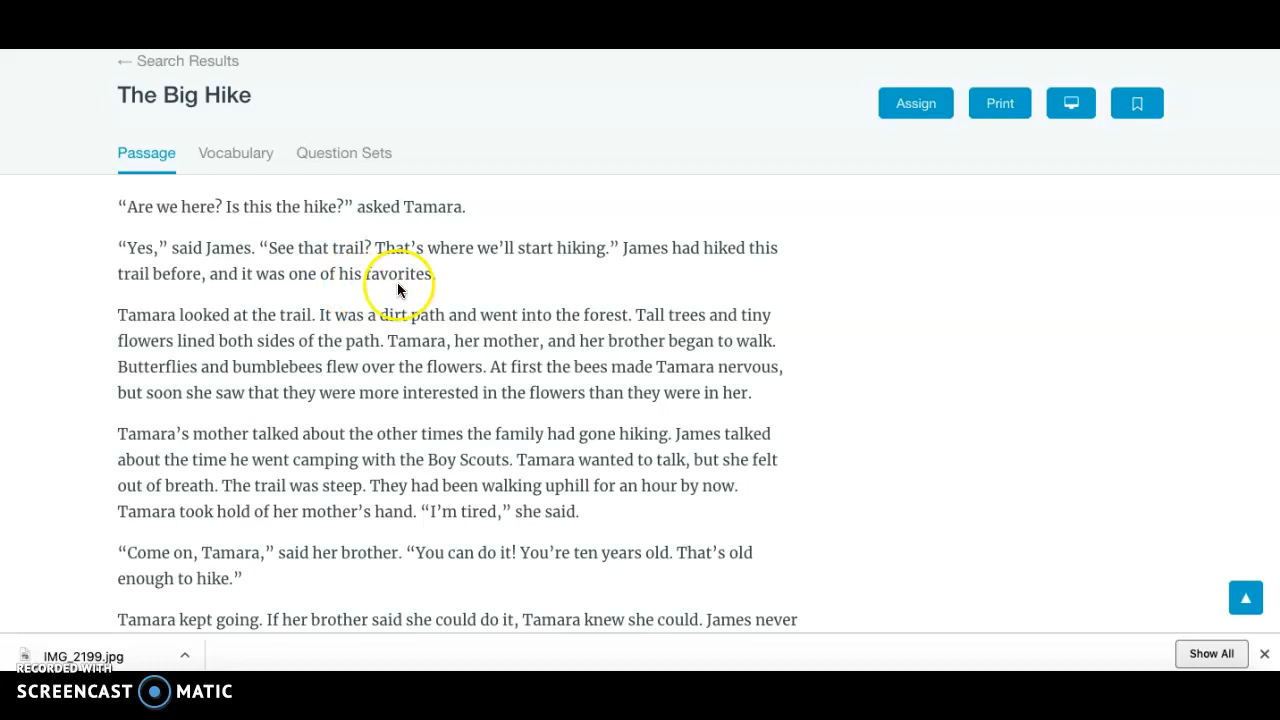 ← Search Results
The Big Hike
Assign
Print
Passage
Vocabulary
Question Sets
“Are we here? Is this the hike?” asked Tamara.
“Yes,” said James. “See that trail? That’s where we’ll start hiking.” James had hiked this
trail before, and it was one of his favorites.
Tamara looked at the trail. It was a dirt path and went into the forest. Tall trees and tiny
flowers lined both sides of the path. Tamara, her mother, and her brother began to walk.
Butterflies and bumblebees flew over the flowers. At first the bees made Tamara nervous,
but soon she saw that they were more interested in the flowers than they were in her.
Tamara’s mother talked about the other times the family had gone hiking. James talked
about the time he went camping with the Boy Scouts. Tamara wanted to talk, but she felt
out of breath. The trail was steep. They had been walking uphill for an hour by now.
Tamara took hold of her mother’s hand. “I’m tired,” she said.
“Come on, Tamara,” said her brother. “You can do it! You’re ten years old. That’s old
enough to hike.”
Tamara kept going. If her brother said she could do it, Tamara knew she could. James never
IMG_2199.jpg
Show All
RECORDED WITH
SCREENCAST MATIC